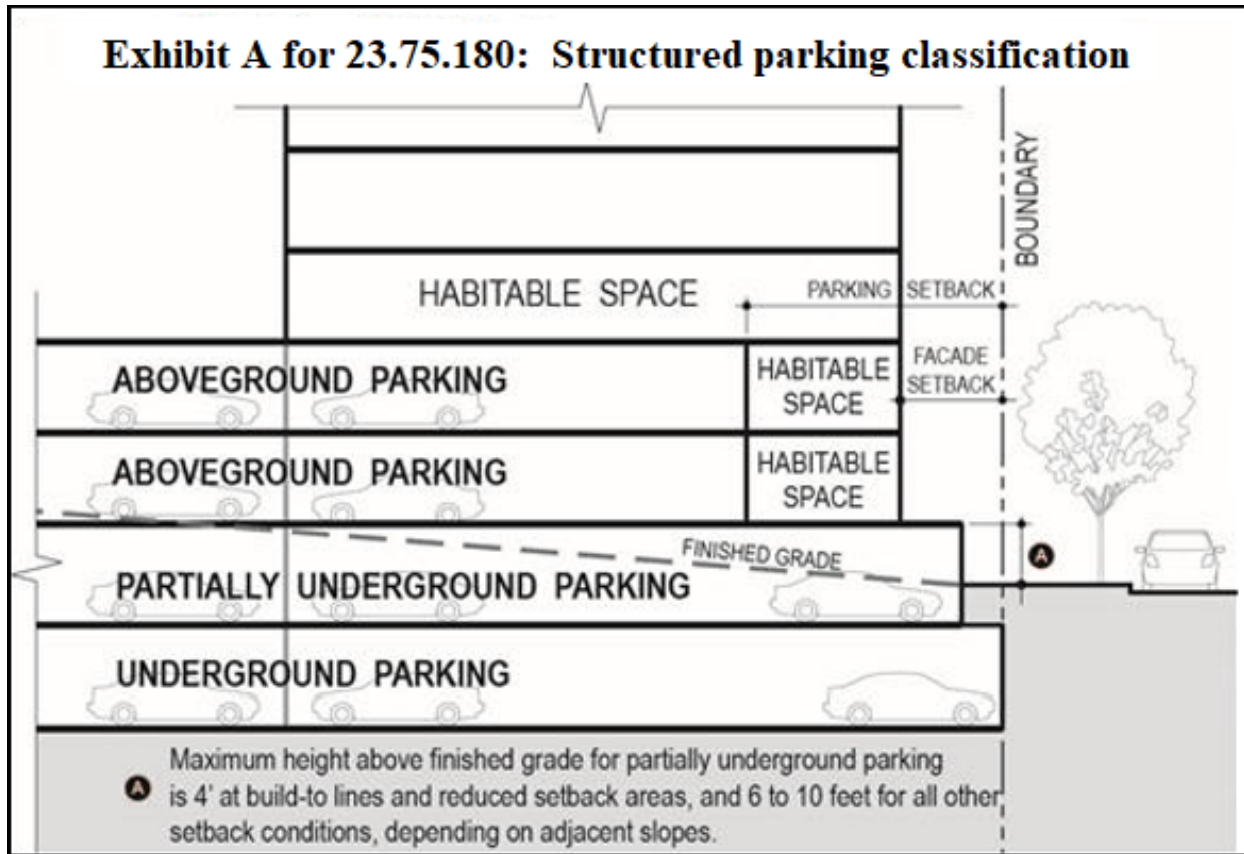 Exhibit A for 23.75.180: Structured parking classification
BOUNDARY
HABITABLE SPACE
PARKING SETBACK
ABOVEGROUND PARKING
HABITABLE
SPACE
FACADE
SETBACK
ABOVEGROUND PARKING
HABITABLE
SPACE
FINISHED GRADE
A
PARTIALLY UNDERGROUND PARKING
UNDERGROUND PARKING
A
Maximum height above finished grade for partially underground parking
is 4' at build-to lines and reduced setback areas, and 6 to 10 feet for all other
setback conditions, depending on adjacent slopes.